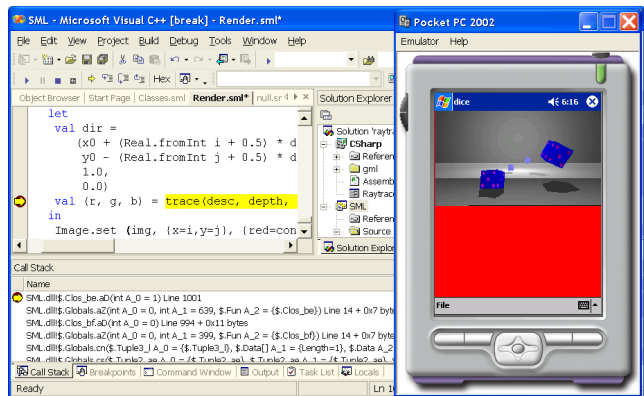 SML - Microsoft Visual C++ [break] - Render.sml*
File Edit View Project Build Debug Tools Window Help
Hex
Object Browser Start Page Classes.sml Render.sml* null.sr
let
val dir =
(x0 + (Real.fromInt i + 0.5) * d
y0 - (Real.fromInt j + 0.5) * d
1.0,
0.0)
val (r, g, b) = trace(desc, depth,
in
Image.set (img, {x=i,y=j}, {red=con
Solution Explorer
Solution 'raytra
CSharp
Referen
gml
Assemb
Raytrace
SML
Referen
Source
Solution Explo
Call Stack
Name
SML.dll!$.Clos_be.aD(int A_0 = 1) Line 1001
SML.dll!$.Globals.aZ(int A_0 = 0, int A_1 = 639, $.Fun A_2 = {$.Clos_be}) Line 14 + 0x7 byte
SML.dll!$.Clos_bf.aD(int A_0 = 0) Line 994 + 0x11 bytes
SML.dll!$.Globals.aZ(int A_0 = 0, int A_1 = 399, $.Fun A_2 = {$.Clos_bf}) Line 14 + 0x7 byte
SML.dll!$.Globals.cn($.Tuple3_l A_0 = {$.Tuple3_l}, $.Data[] A_1 = {Length=1}, $.Data A_2
Call Stack Breakpoints Command Window Output Task List Locals
Ready Ln 10
Pocket PC 2002
Emulator Help
dice 6:16
File